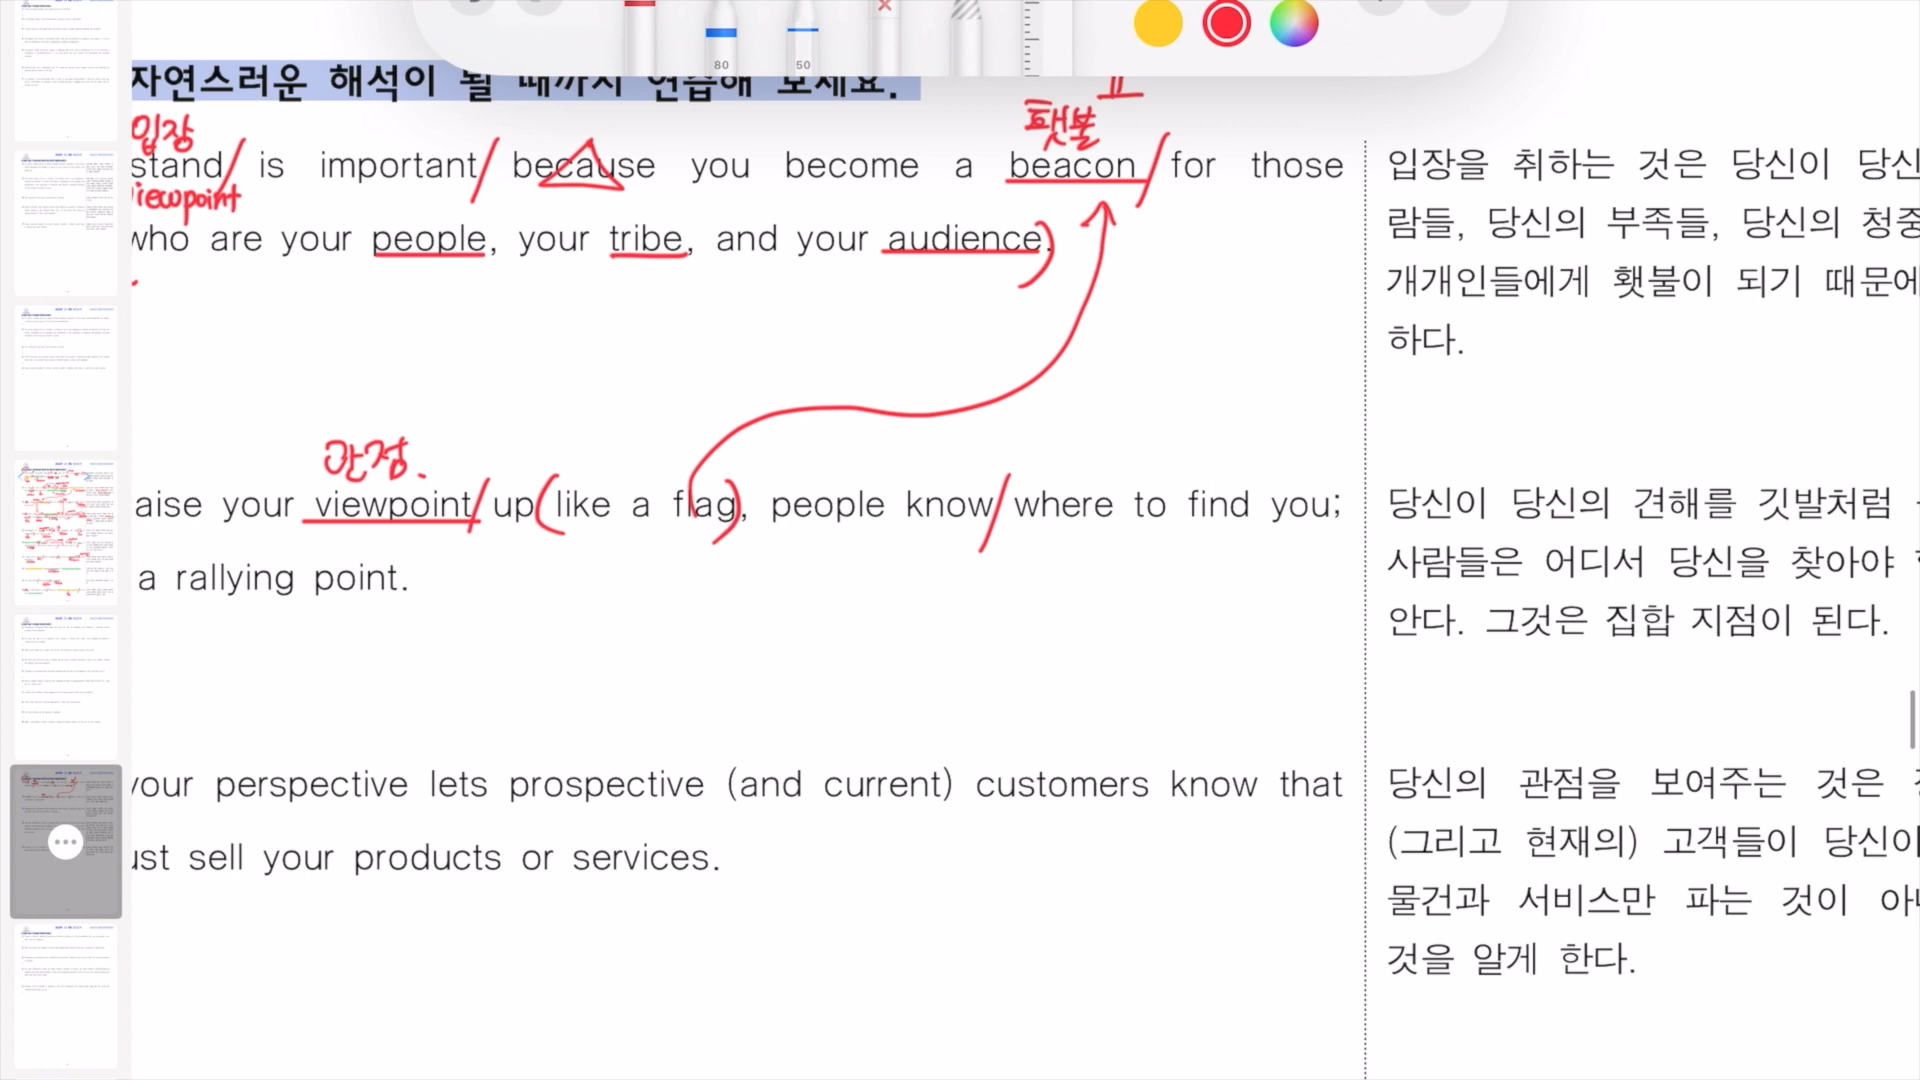 80 50
자연스러운 해석이 될 때까지 연습해 보세요.
입장 횃불
stand is important because you become a beacon for those
viewpoint
who are your people, your tribe, and your audience.
관점.
aise your viewpoint up like a flag, people know where to find you;
a rallying point.
your perspective lets prospective (and current) customers know that
ust sell your products or services.
입장을 취하는 것은 당신이 당신
람들, 당신의 부족들, 당신의 청중
개개인들에게 횃불이 되기 때문에
하다.
당신이 당신의 견해를 깃발처럼
사람들은 어디서 당신을 찾아야
안다. 그것은 집합 지점이 된다.
당신의 관점을 보여주는 것은
(그리고 현재의) 고객들이 당신이
물건과 서비스만 파는 것이
것을 알게 한다.